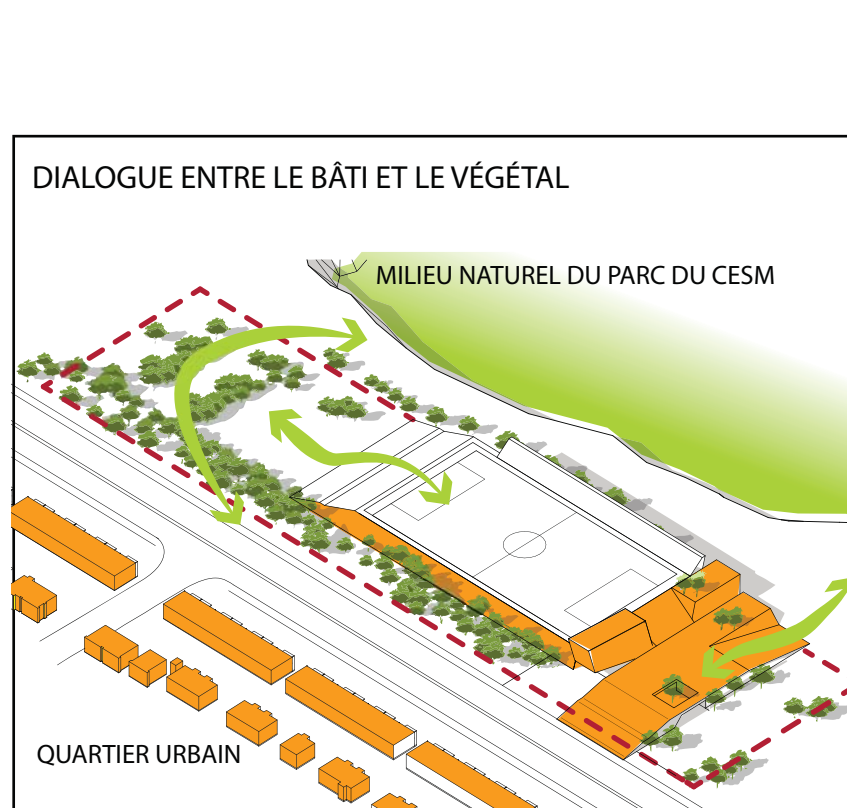 DIALOGUE ENTRE LE BÂTI ET LE VÉGÉTAL
MILIEU NATUREL DU PARC DU CESM
QUARTIER URBAIN